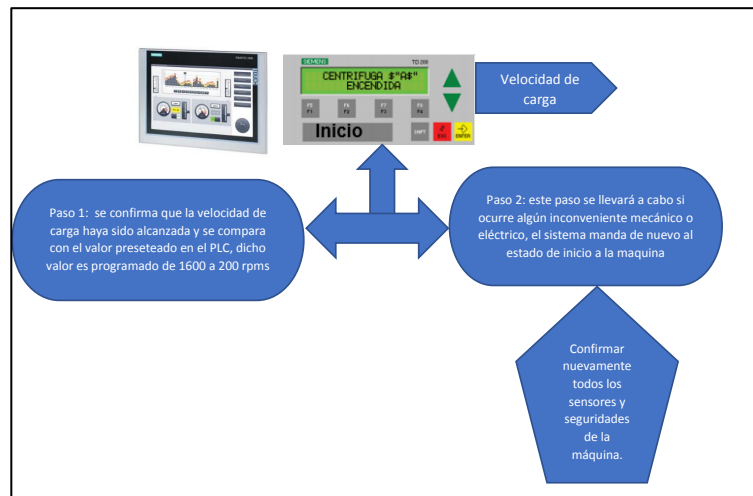 SIEMENS
TD 200
CENTRIFUGA $"A$"
ENCENDIDA
F5 F6 F7 F8
F1 F2 F3 F4
Inicio
SHIFT
ESC
ENTER
Velocidad de
carga
Paso 1: se confirma que la velocidad de
carga haya sido alcanzada y se compara
con el valor preseteado en el PLC, dicho
valor es programado de 1600 a 200 rpms
Paso 2: este paso se llevará a cabo si
ocurre algún inconveniente mecánico o
eléctrico, el sistema manda de nuevo al
estado de inicio a la maquina
Confirmar
nuevamente
todos los
sensores y
seguridades
de la
máquina.